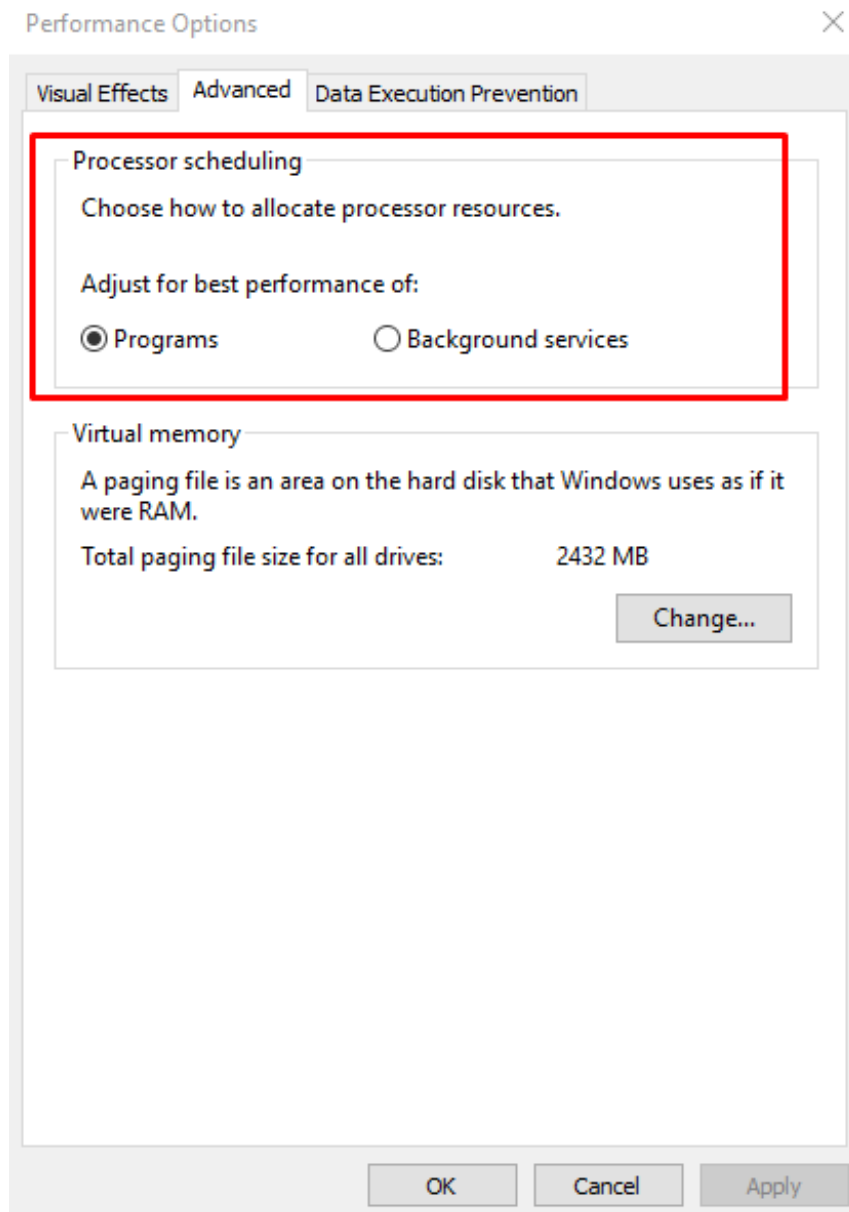 Performance Options
Visual Effects Advanced Data Execution Prevention
Processor scheduling
Choose how to allocate processor resources.
Adjust for best performance of:
Programs Background services
Virtual memory
A paging file is an area on the hard disk that Windows uses as if it
were RAM.
Total paging file size for all drives: 2432 MB
Change...
OK Cancel Apply